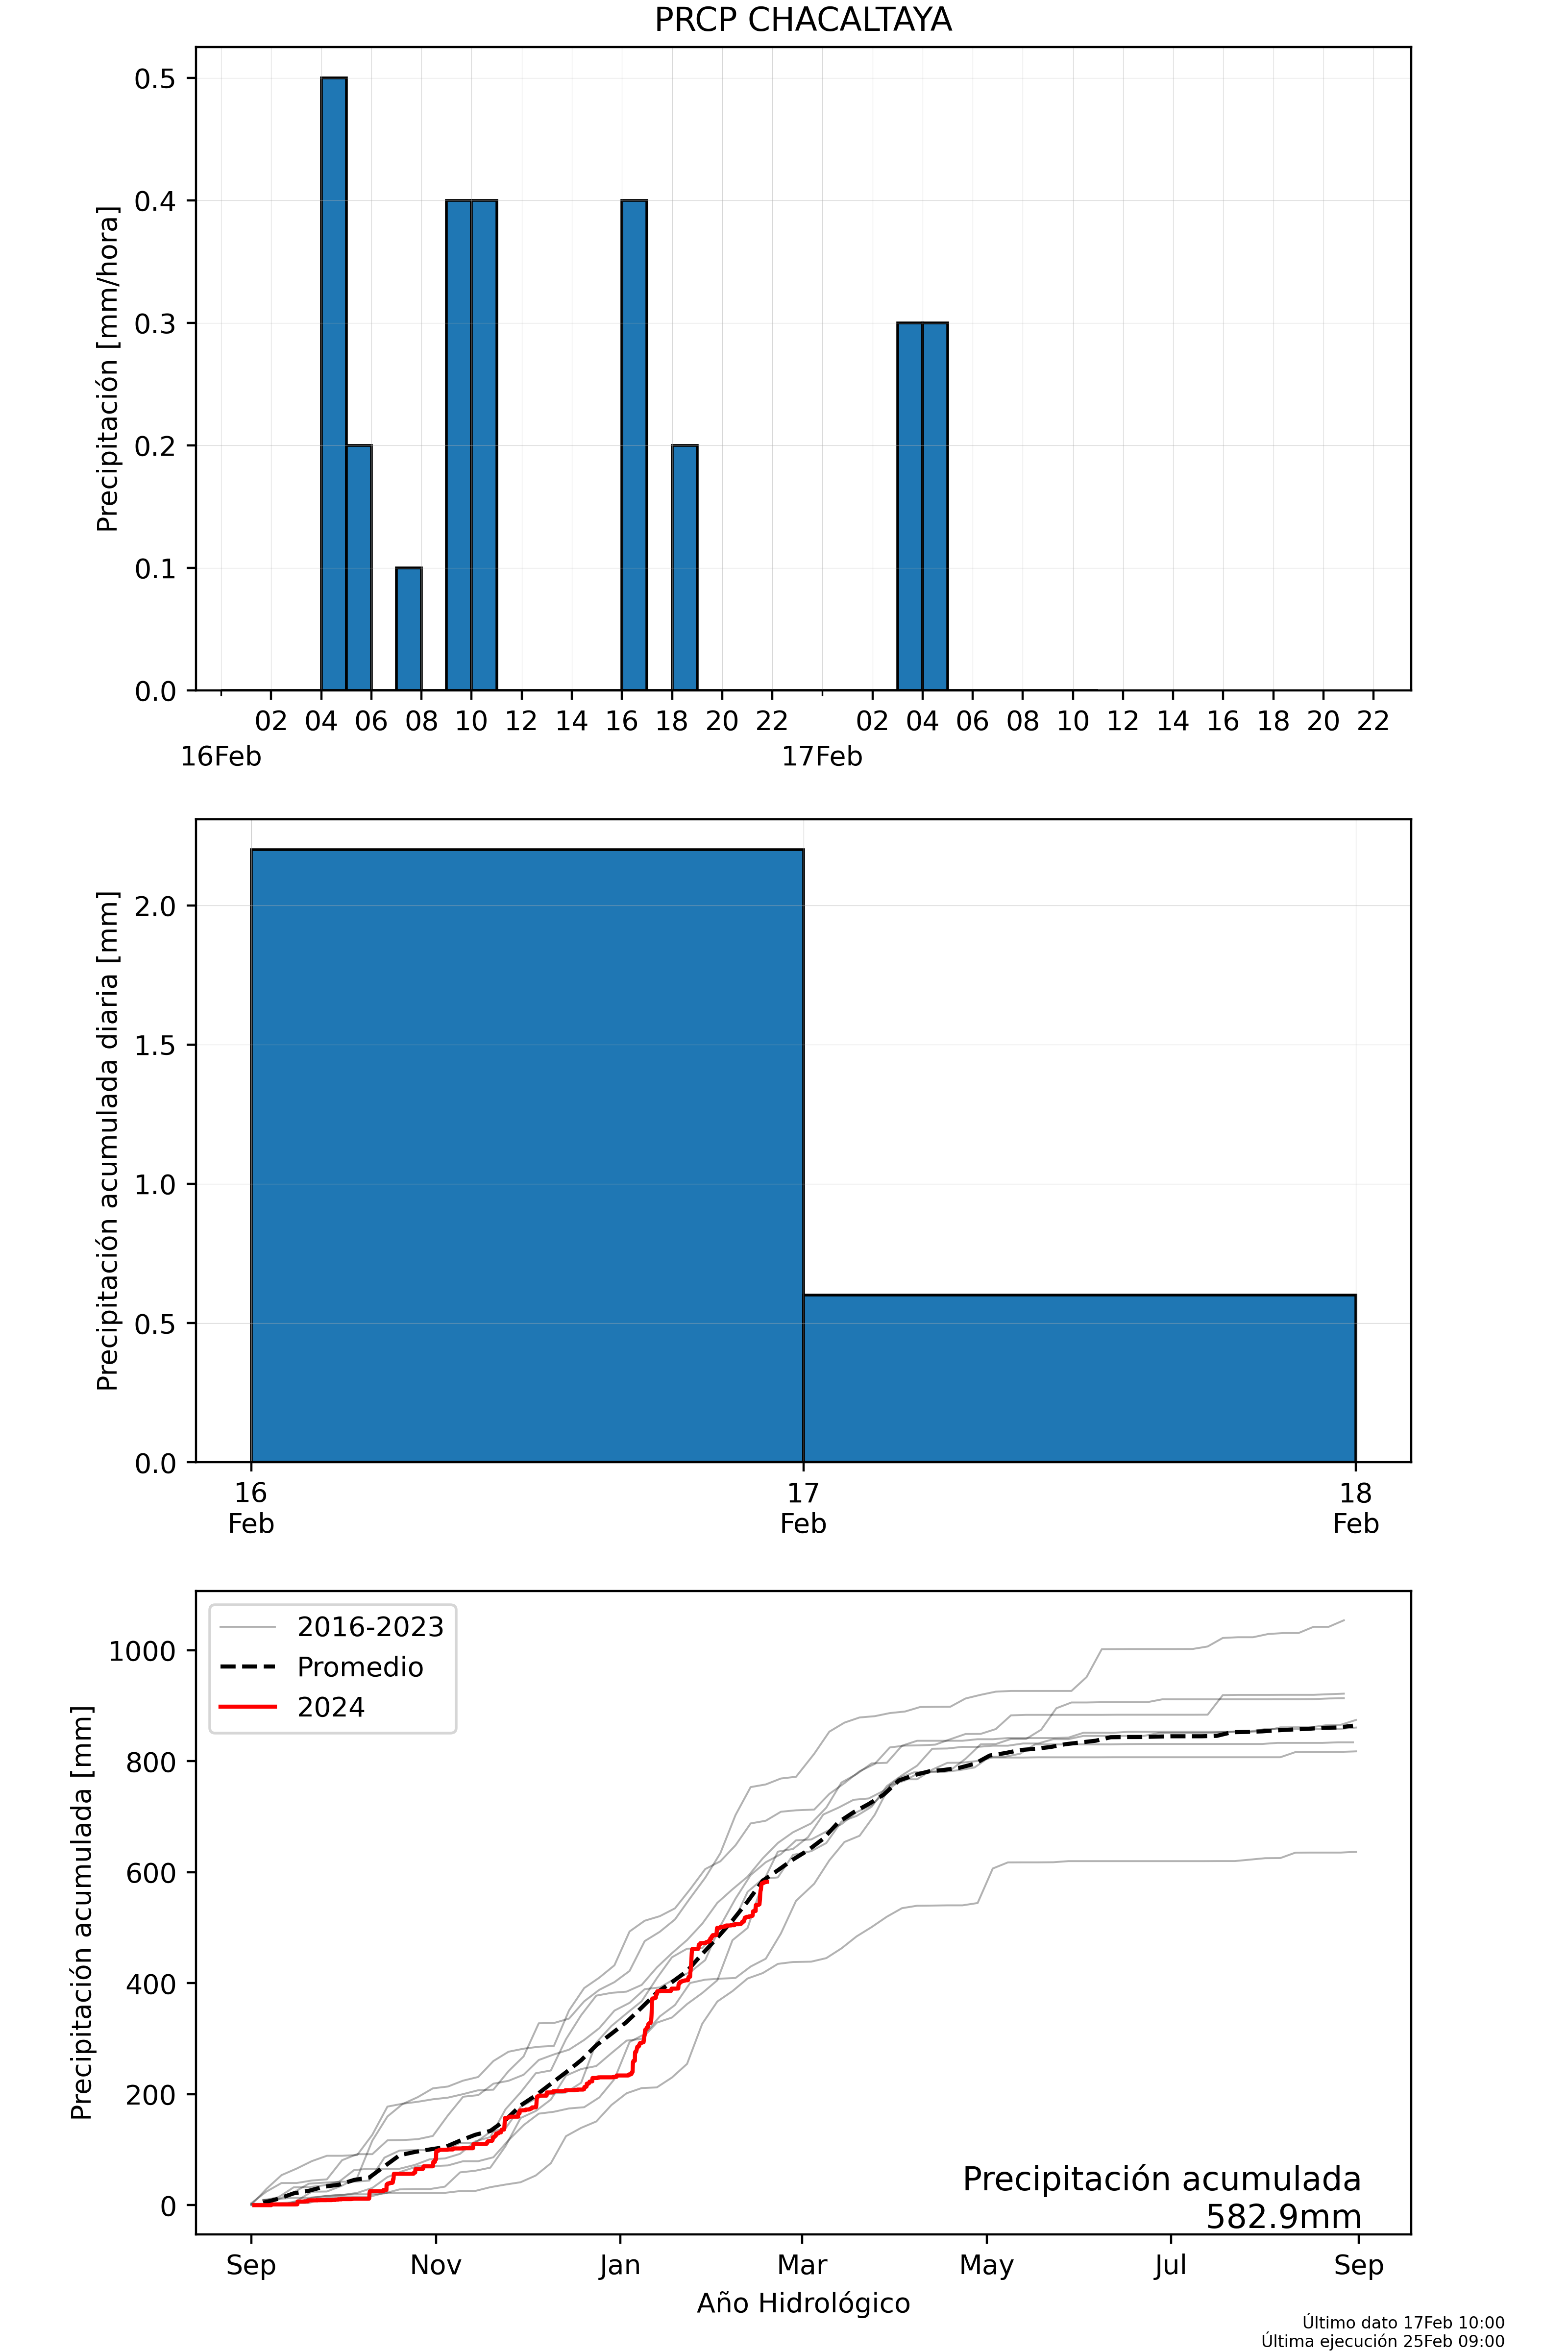 PRCP CHACALTAYA
Precipitación [mm/hora]
0.5
0.4
0.3
0.2
0.1
0.0
02 04 06 08 10 12 14 16 18 20 22 02 04 06 08 10 12 14 16 18 20 22
16Feb 17Feb
Precipitación acumulada diaria [mm]
2.0
1.5
1.0
0.5
0.0
16 17 18
Feb Feb Feb
Precipitación acumulada [mm]
1000
800
600
400
200
0
2016-2023
Promedio
2024
Precipitación acumulada
582.9mm
Sep Nov Jan Mar May Jul Sep
Año Hidrológico
Último dato 17Feb 10:00
Última ejecución 25Feb 09:00